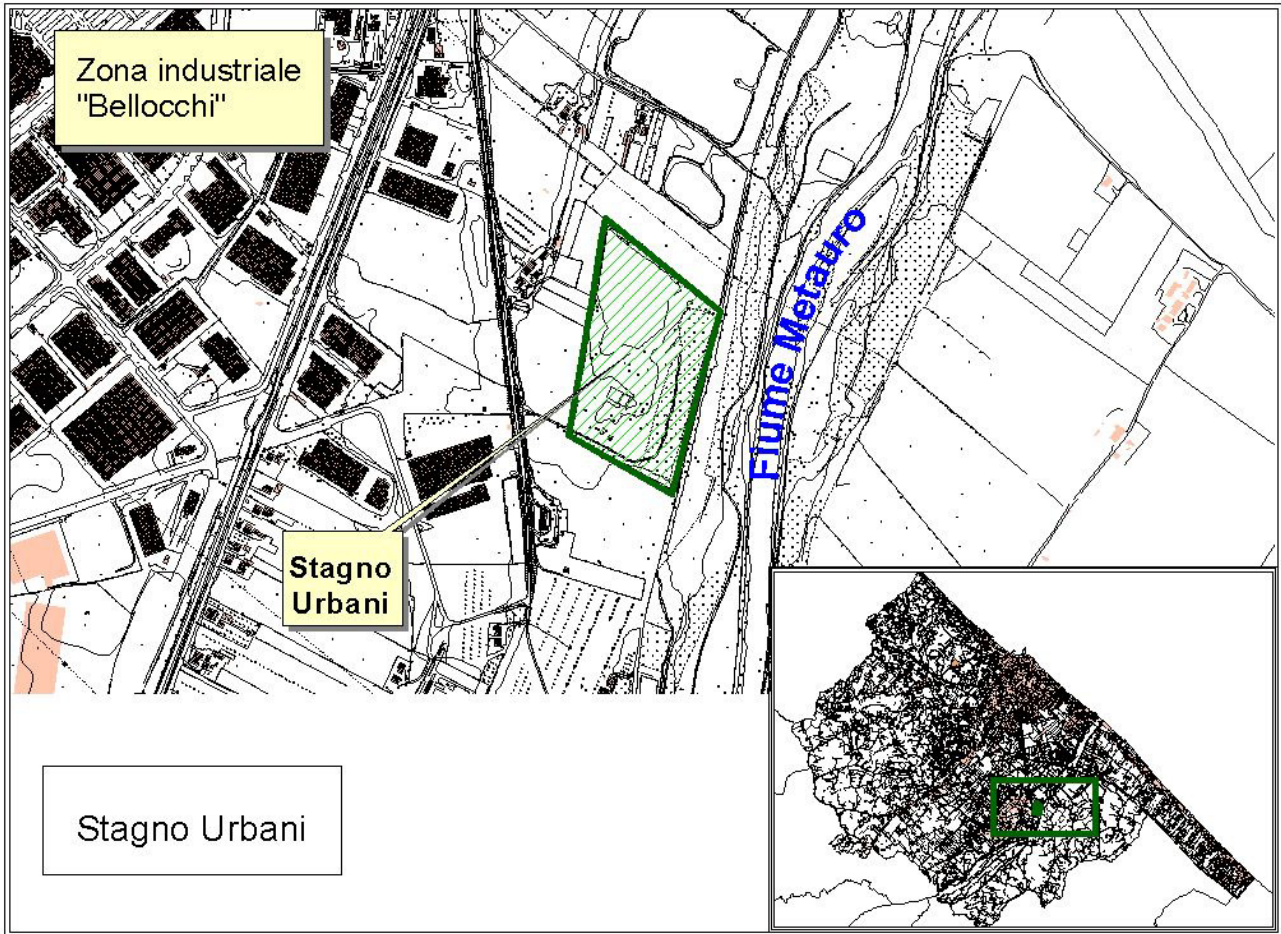 Zona industriale
"Bellocchi"
Fiume Metauro
Stagno
Urbani
Stagno Urbani